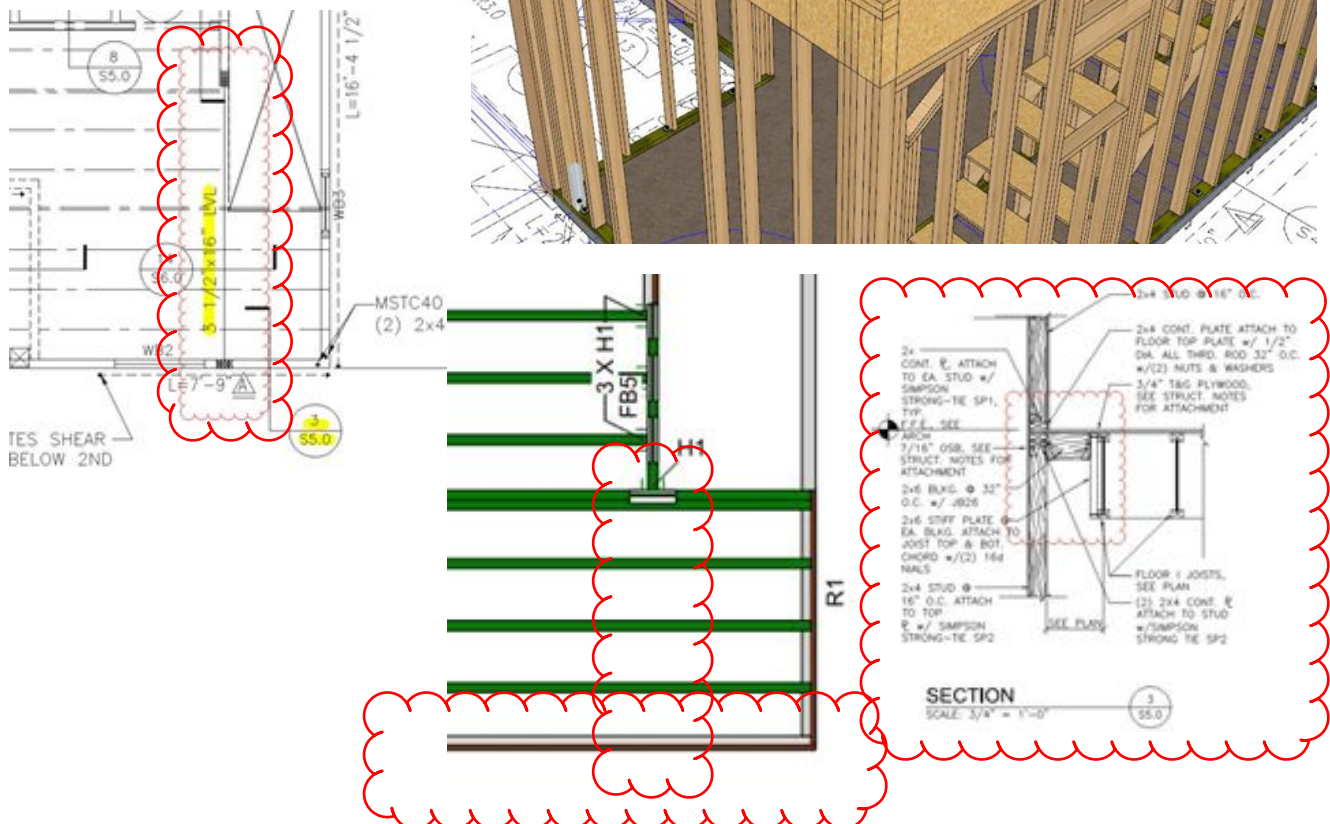 8
S5.0
L=16'-4 1/2"
3 1/2"x16" LVL
WB3
S6.0
MSTC40
(2) 2x4
WB2
L=7'-9"
A
3
S5.0
TES SHEAR
BELOW 2ND
R3.0
13
3 X H1
FB5
H1
R1
2x4 STUD @ 16" O.C.
2x4 CONT. PLATE ATTACH TO
FLOOR TOP PLATE w/ 1/2"
DIA. ALL THRD. ROD 32" O.C.
w/(2) NUTS & WASHERS
3/4" T&G PLYWOOD,
SEE STRUCT. NOTES
FOR ATTACHMENT
2x
CONT. ℄, ATTACH
TO EA. STUD w/
SIMPSON
STRONG-TIE SP1,
TYP.
F.F.E., SEE
ARCH
7/16" OSB, SEE
STRUCT. NOTES FOR
ATTACHMENT
2x6 BLKG. @ 32"
O.C. w/ JB26
2x6 STIFF PLATE @
EA. BLKG. ATTACH TO
JOIST TOP & BOT.
CHORD w/(2) 16d
NAILS
2x4 STUD @
16" O.C. ATTACH
TO TOP
℄ w/ SIMPSON
STRONG-TIE SP2
FLOOR I JOISTS,
SEE PLAN
(2) 2X4 CONT. ℄
ATTACH TO STUD
w/SIMPSON
STRONG TIE SP2
SEE PLAN
SECTION
SCALE: 3/4" = 1'-0"
3
S5.0